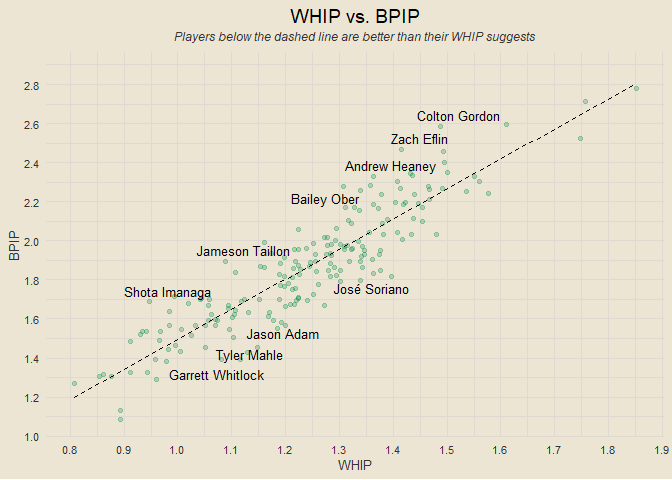 WHIP vs. BPIP
Players below the dashed line are better than their WHIP suggests
2.8
2.6
2.4
2.2
2.0
1.8
1.6
1.4
1.2
1.0
BPIP
Colton Gordon
Zach Eflin
Andrew Heaney
Bailey Ober
Jameson Taillon
José Soriano
Shota Imanaga
Jason Adam
Tyler Mahle
Garrett Whitlock
0.8 0.9 1.0 1.1 1.2 1.3 1.4 1.5 1.6 1.7 1.8 1.9
WHIP